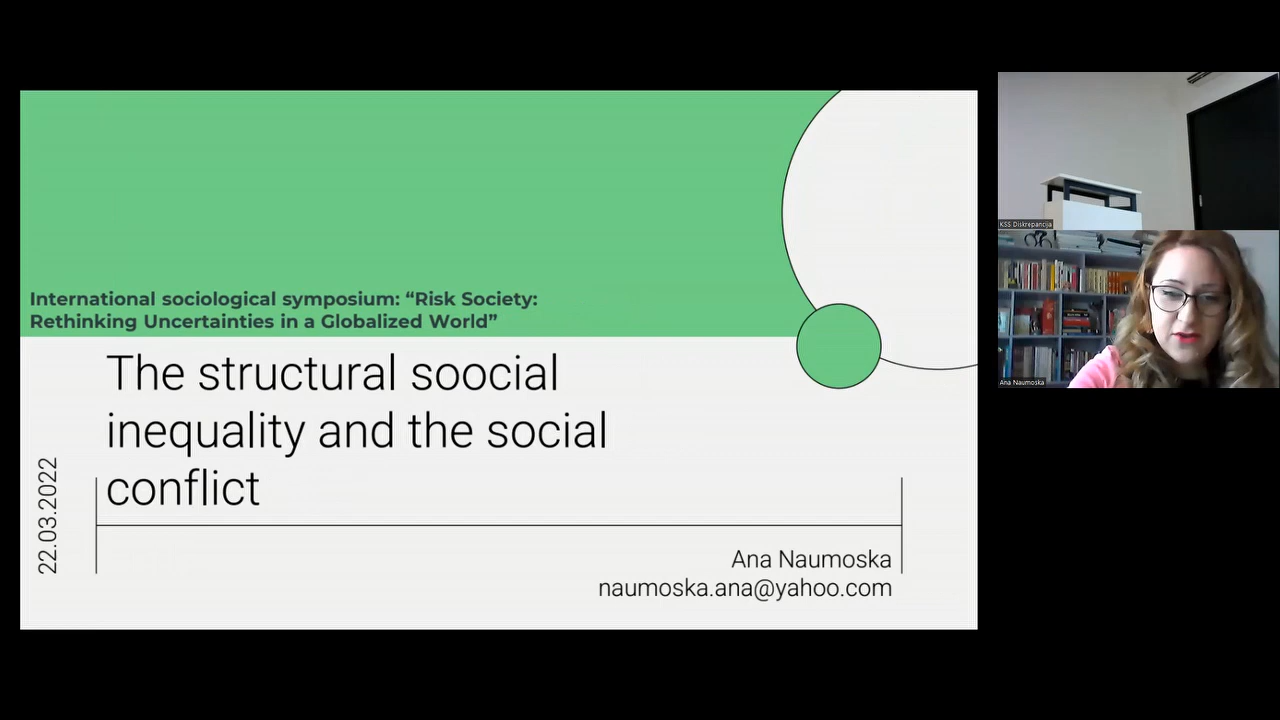 International sociological symposium: “Risk Society:
Rethinking Uncertainties in a Globalized World”
The structural soocial
inequality and the social
conflict
22.03.2022
Ana Naumoska
naumoska.ana@yahoo.com
KSS Diskrepancija
Ana Naumoska